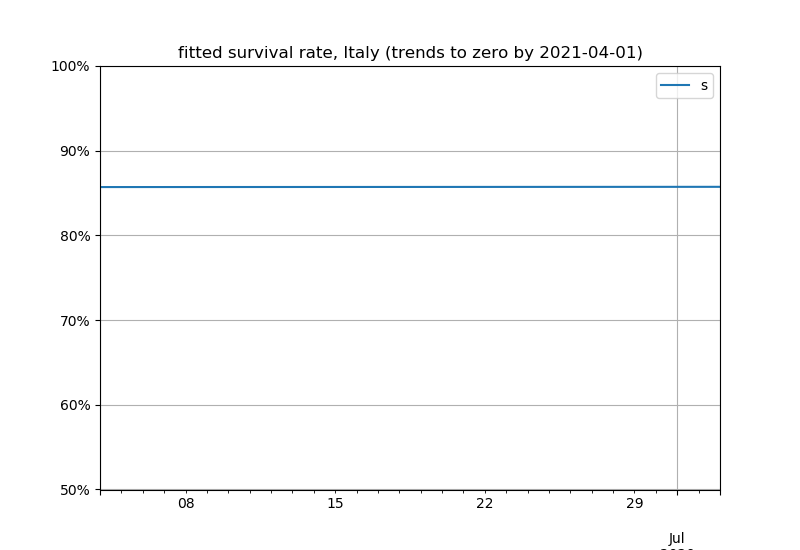 fitted survival rate, Italy (trends to zero by 2021-04-01)
100%
s
90%
80%
70%
60%
50%
08 15 22 29
Jul